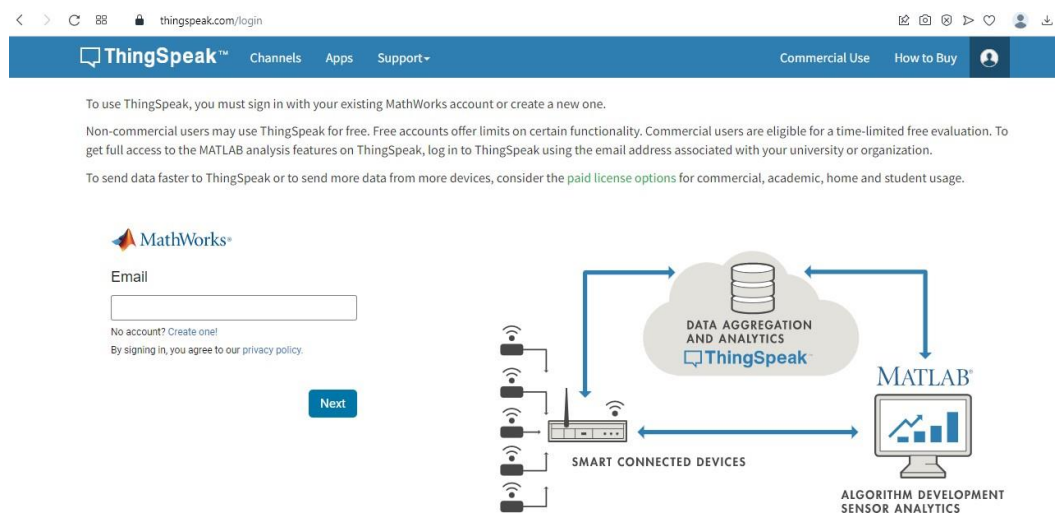 thingspeak.com/login
ThingSpeak™ Channels Apps Support Commercial Use How to Buy
To use ThingSpeak, you must sign in with your existing MathWorks account or create a new one.
Non-commercial users may use ThingSpeak for free. Free accounts offer limits on certain functionality. Commercial users are eligible for a time-limited free evaluation. To
get full access to the MATLAB analysis features on ThingSpeak, log in to ThingSpeak using the email address associated with your university or organization.
To send data faster to ThingSpeak or to send more data from more devices, consider the paid license options for commercial, academic, home and student usage.
MathWorks®
Email
No account? Create one!
By signing in, you agree to our privacy policy.
Next
DATA AGGREGATION
AND ANALYTICS
ThingSpeak™
MATLAB®
SMART CONNECTED DEVICES
ALGORITHM DEVELOPMENT
SENSOR ANALYTICS